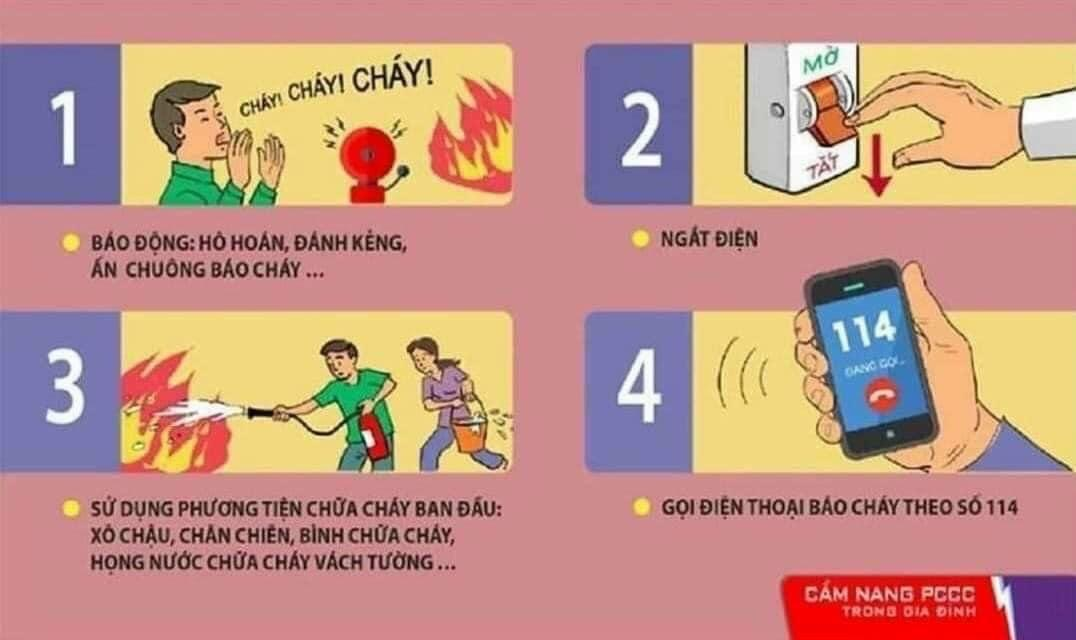 1
CHÁY! CHÁY! CHÁY!
BÁO ĐỘNG: HÔ HOÁN, ĐÁNH KẺNG,
ẤN CHUÔNG BÁO CHÁY ...
2
MỞ
TẮT
NGẮT ĐIỆN
3
SỬ DỤNG PHƯƠNG TIỆN CHỮA CHÁY BAN ĐẦU:
XÔ CHẬU, CHĂN CHIÊN, BÌNH CHỮA CHÁY,
HỌNG NƯỚC CHỮA CHÁY VÁCH TƯỜNG ...
4
114
ĐANG GỌI...
GỌI ĐIỆN THOẠI BÁO CHÁY THEO SỐ 114
CẨM NANG PCCC
TRONG GIA ĐÌNH